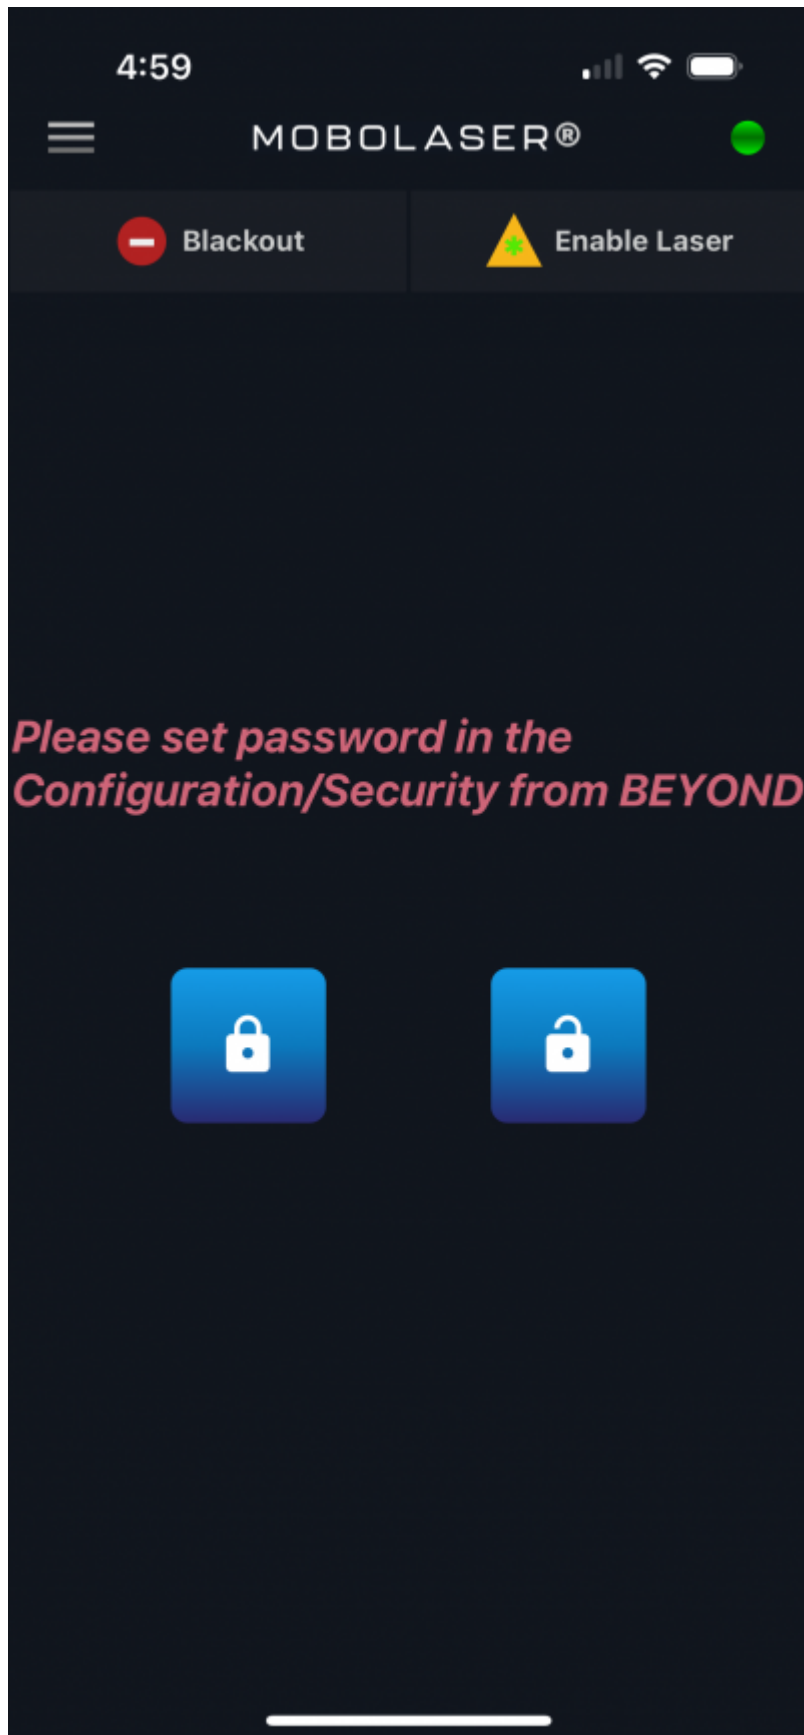 4:59
MOBOLASER®
Blackout
Enable Laser
Please set password in the
Configuration/Security from BEYOND